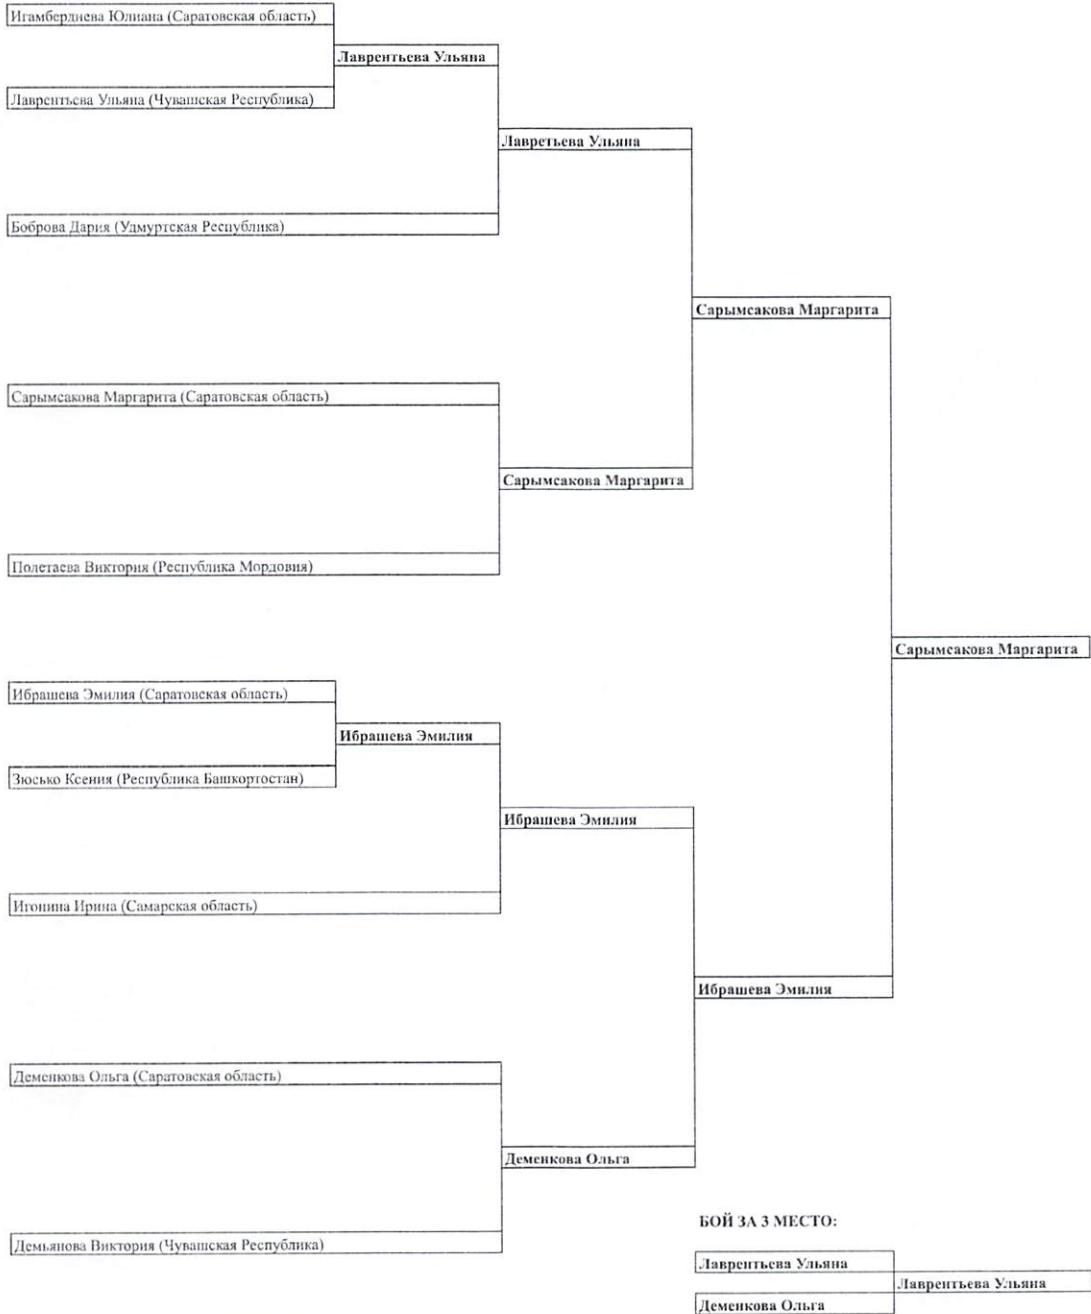 Игамбердиева Юлиана (Саратовская область)
Лаврентьева Ульяна
Лаврентьева Ульяна (Чувашская Республика)
Лавретьева Ульяна
Боброва Дария (Удмуртская Республика)
Сарымсакова Маргарита
Сарымсакова Маргарита (Саратовская область)
Сарымсакова Маргарита
Полетаева Виктория (Республика Мордовия)
Сарымсакова Маргарита
Ибрашева Эмилия (Саратовская область)
Ибрашева Эмилия
Зюсько Ксения (Республика Башкортостан)
Ибрашева Эмилия
Игонина Ирина (Самарская область)
Ибрашева Эмилия
Деменкова Ольга (Саратовская область)
Деменкова Ольга
БОЙ ЗА 3 МЕСТО:
Демьянова Виктория (Чувашская Республика)
Лаврентьева Ульяна
Лаврентьева Ульяна
Деменкова Ольга